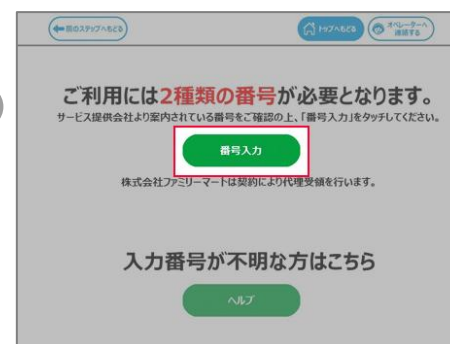 前のステップへもどる
トップへもどる
オペレーターへ
連絡する
ご利用には2種類の番号が必要となります。
サービス提供会社より案内されている番号をご確認の上、「番号入力」をタッチしてください。
番号入力
株式会社ファミリーマートは契約により代理受領を行います。
入力番号が不明な方はこちら
ヘルプ